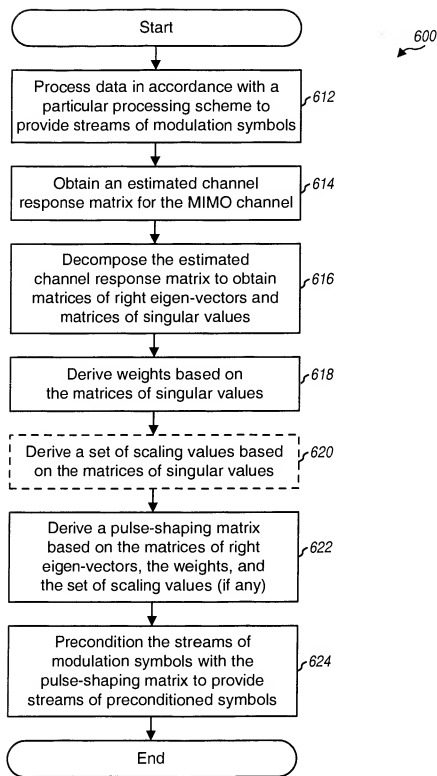 Start
600
Process data in accordance with a
particular processing scheme to
provide streams of modulation symbols
612
Obtain an estimated channel
response matrix for the MIMO channel
614
Decompose the estimated
channel response matrix to obtain
matrices of right eigen-vectors and
matrices of singular values
616
Derive weights based on
the matrices of singular values
618
Derive a set of scaling values based
on the matrices of singular values
620
Derive a pulse-shaping matrix
based on the matrices of right
eigen-vectors, the weights, and
the set of scaling values (if any)
622
Precondition the streams of
modulation symbols with the
pulse-shaping matrix to provide
streams of preconditioned symbols
624
End